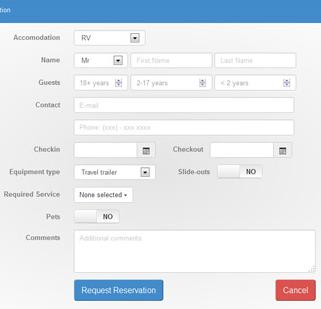 tion
Accomodation RV
Name Mr First Name Last Name
Guests 18+ years 2-17 years < 2 years
Contact E-mail
Phone: (xxx) - xxx xxxx
Checkin Checkout
Equipment type Travel trailer Slide-outs NO
Required Service None selected
Pets NO
Comments Additional comments
Request Reservation Cancel